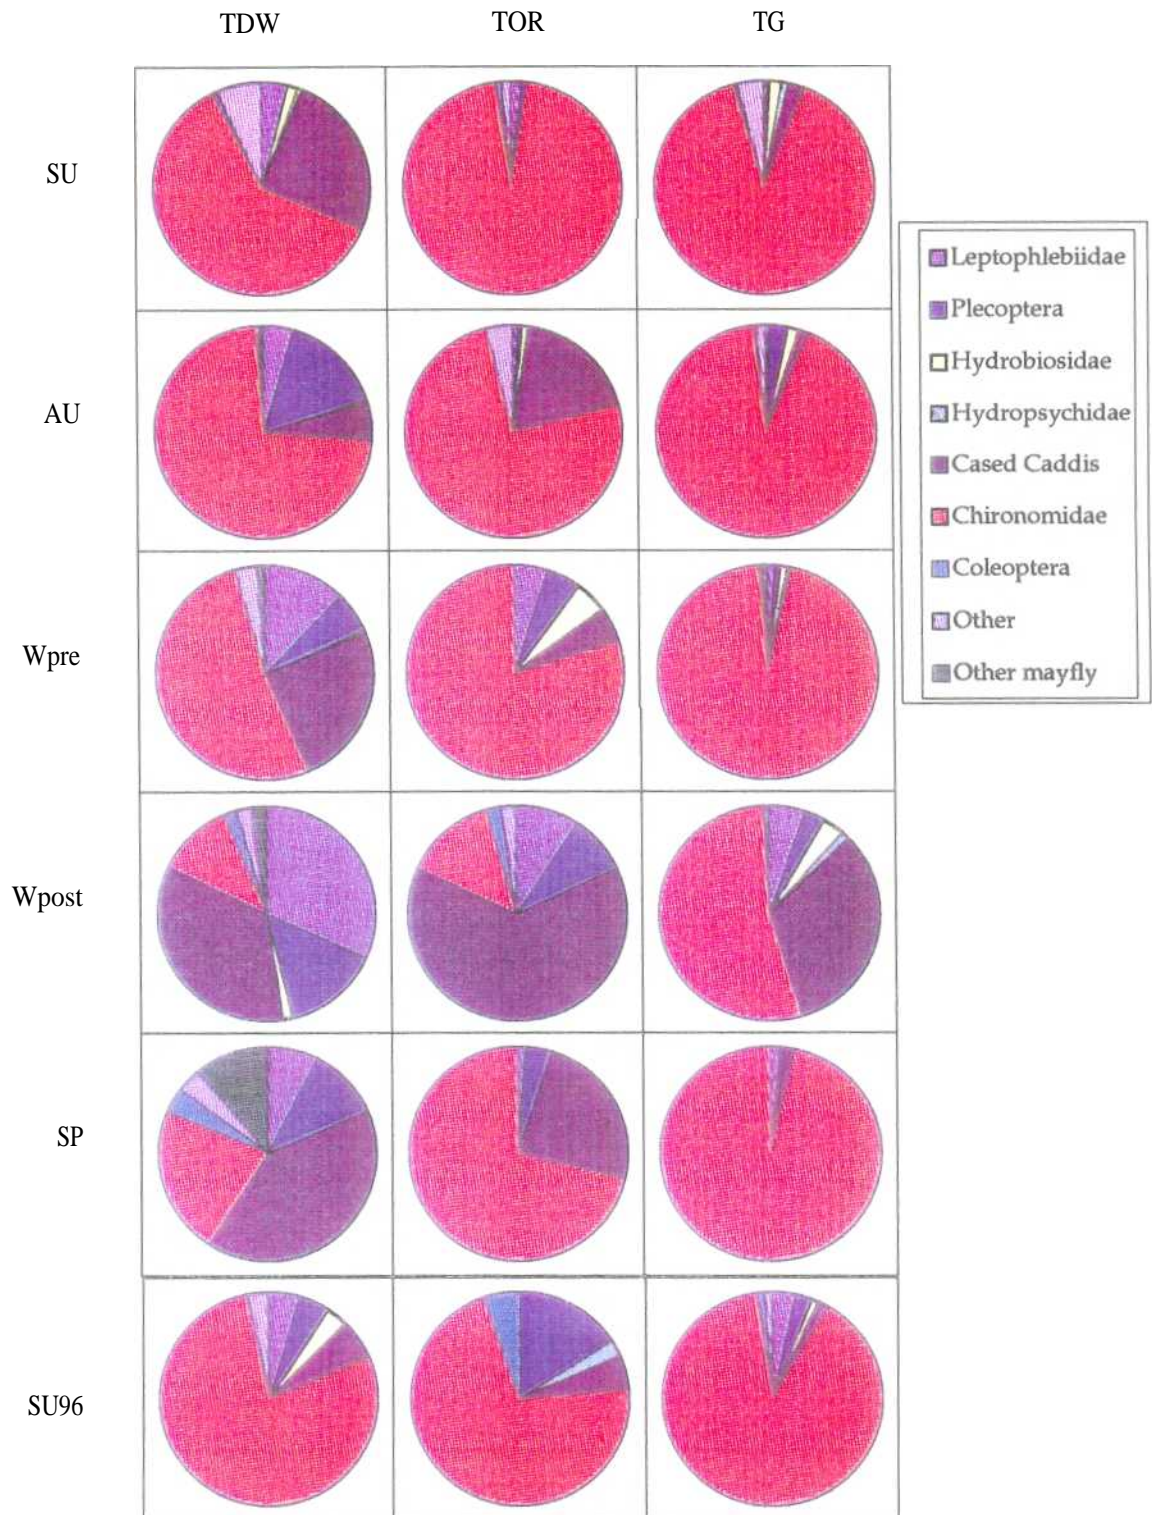 TDW TOR TG
SU
AU
Wpre
Wpost
SP
SU96
Leptophlebiidae
Plecoptera
Hydrobiosidae
Hydropsychidae
Cased Caddis
Chironomidae
Coleoptera
Other
Other mayfly